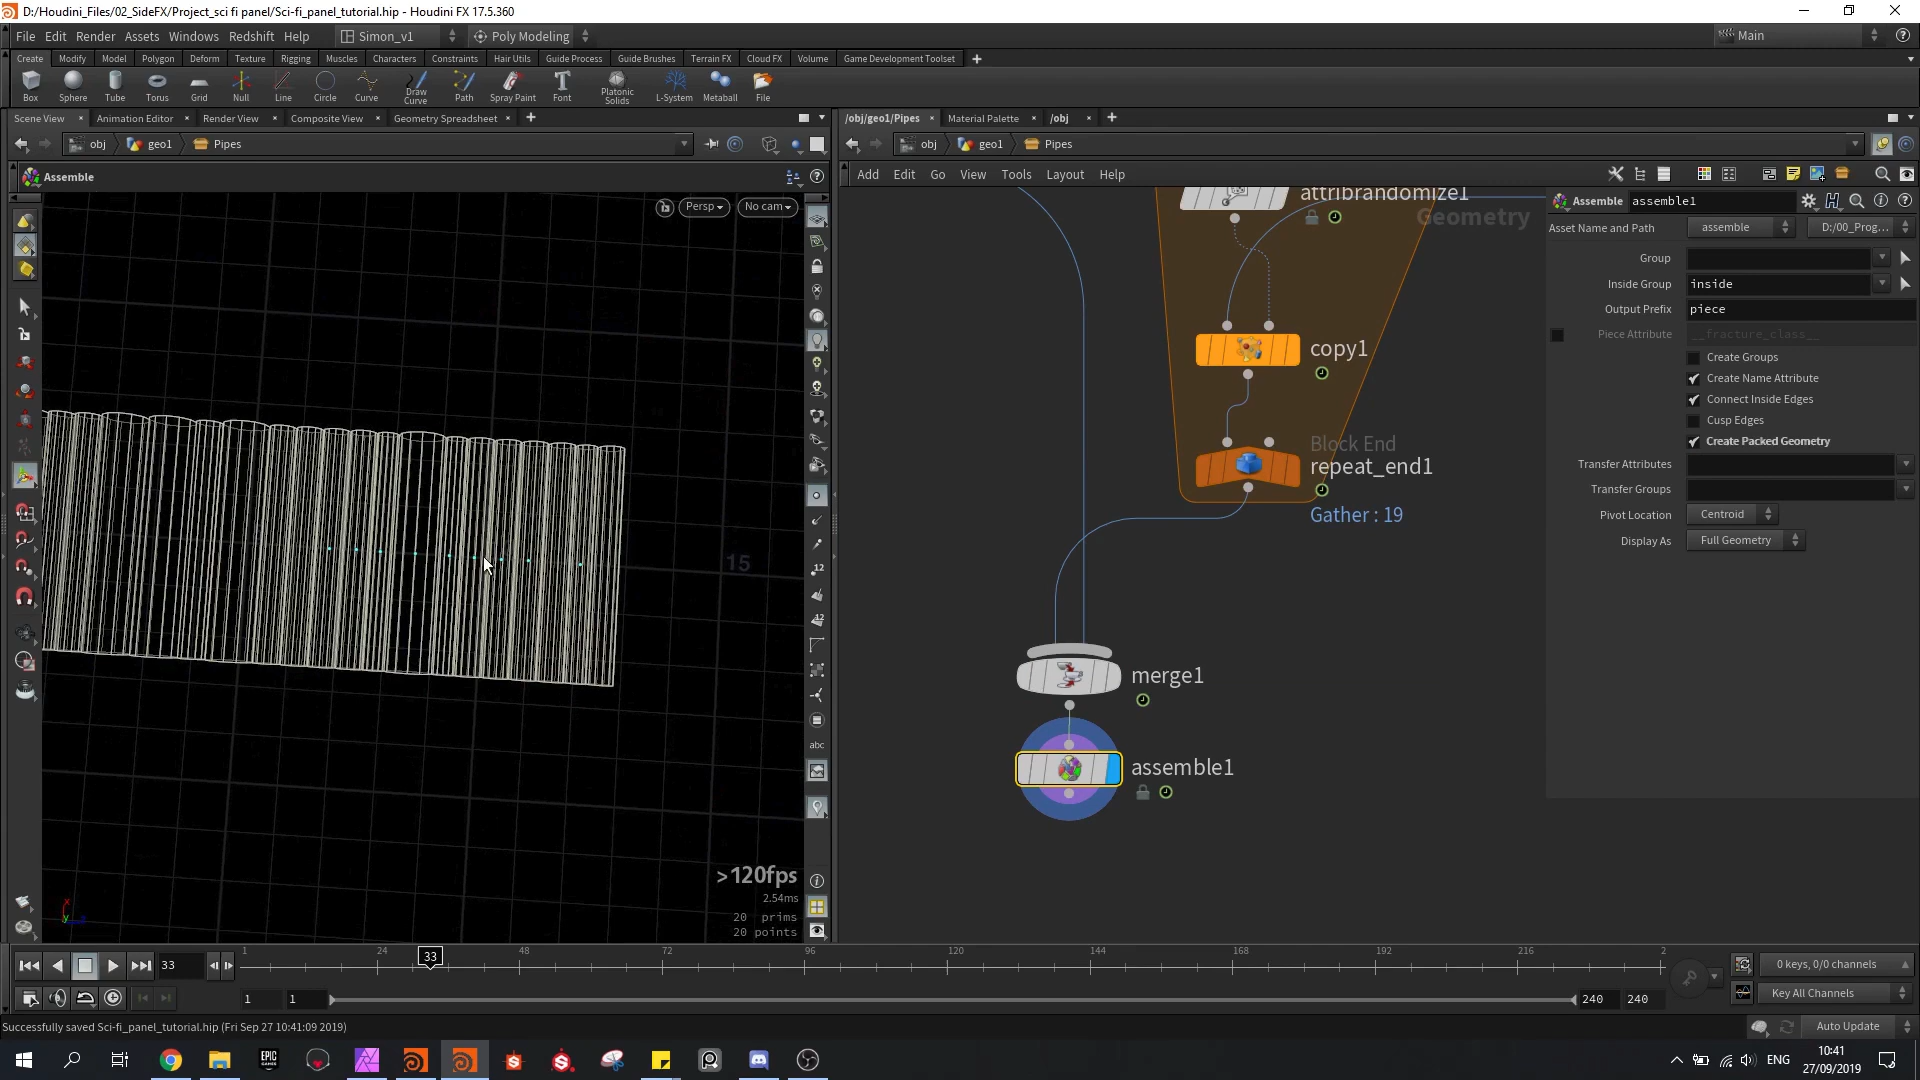 D:/Houdini_Files/02_SideFX/Project_sci fi panel/Sci-fi_panel_tutorial.hip - Houdini FX 17.5.360
File Edit Render Assets Windows Redshift Help Simon_v1 Poly Modeling Main
Create Modify Model Polygon Deform Texture Rigging Muscles Characters Constraints Hair Utils Guide Process Guide Brushes Terrain FX Cloud FX Volume Game Development Toolset
Box Sphere Tube Torus Grid Null Line Circle Curve Draw Curve Path Spray Paint Font Platonic Solids L-System Metaball File
Scene View Animation Editor Render View Composite View Geometry Spreadsheet
/obj/geo1/Pipes Material Palette /obj
obj geo1 Pipes
obj geo1 Pipes
Assemble
Add Edit Go View Tools Layout Help
Persp No cam
attribrandomize1
Geometry
copy1
Block End
repeat_end1
Gather : 19
merge1
assemble1
Assemble assemble1
Asset Name and Path assemble D:/00_Prog...
Group
Inside Group inside
Output Prefix piece
Piece Attribute __fracture_class__
Create Groups
Create Name Attribute
Connect Inside Edges
Cusp Edges
Create Packed Geometry
Transfer Attributes
Transfer Groups
Pivot Location Centroid
Display As Full Geometry
15
12
12
abc
>120fps
2.54ms
20 prims
20 points
x
y
1 24 48 72 96 120 144 168 192 216 2
33
33
1 1 240 240
0 keys, 0/0 channels
Key All Channels
Successfully saved Sci-fi_panel_tutorial.hip (Fri Sep 27 10:41:09 2019)
Auto Update
EPIC GAMES
ENG
10:41
27/09/2019